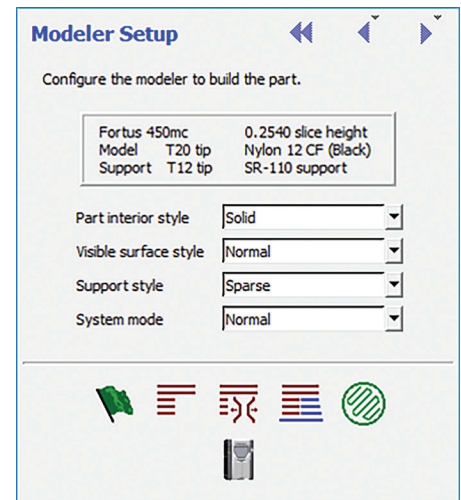 Modeler Setup
Configure the modeler to build the part.
Fortus 450mc 0.2540 slice height
Model T20 tip Nylon 12 CF (Black)
Support T12 tip SR-110 support
Part interior style Solid
Visible surface style Normal
Support style Sparse
System mode Normal